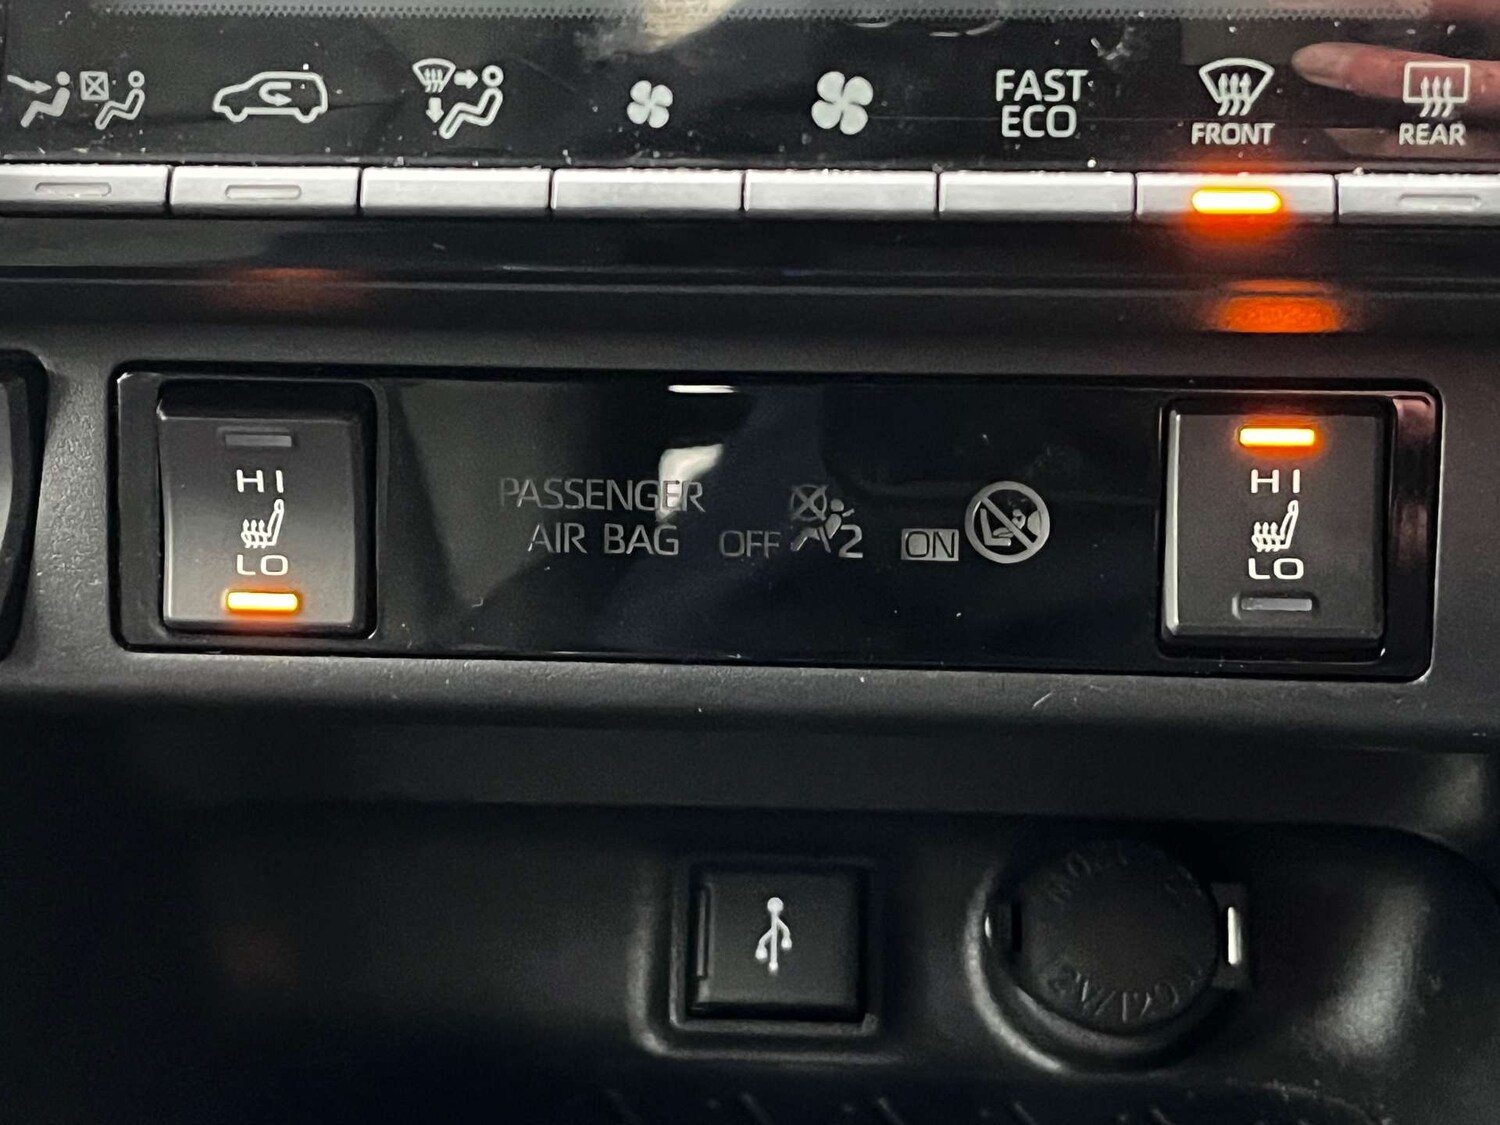 FAST
ECO
FRONT
REAR
HI
LO
PASSENGER
AIR BAG
OFF
2
ON
HI
LO